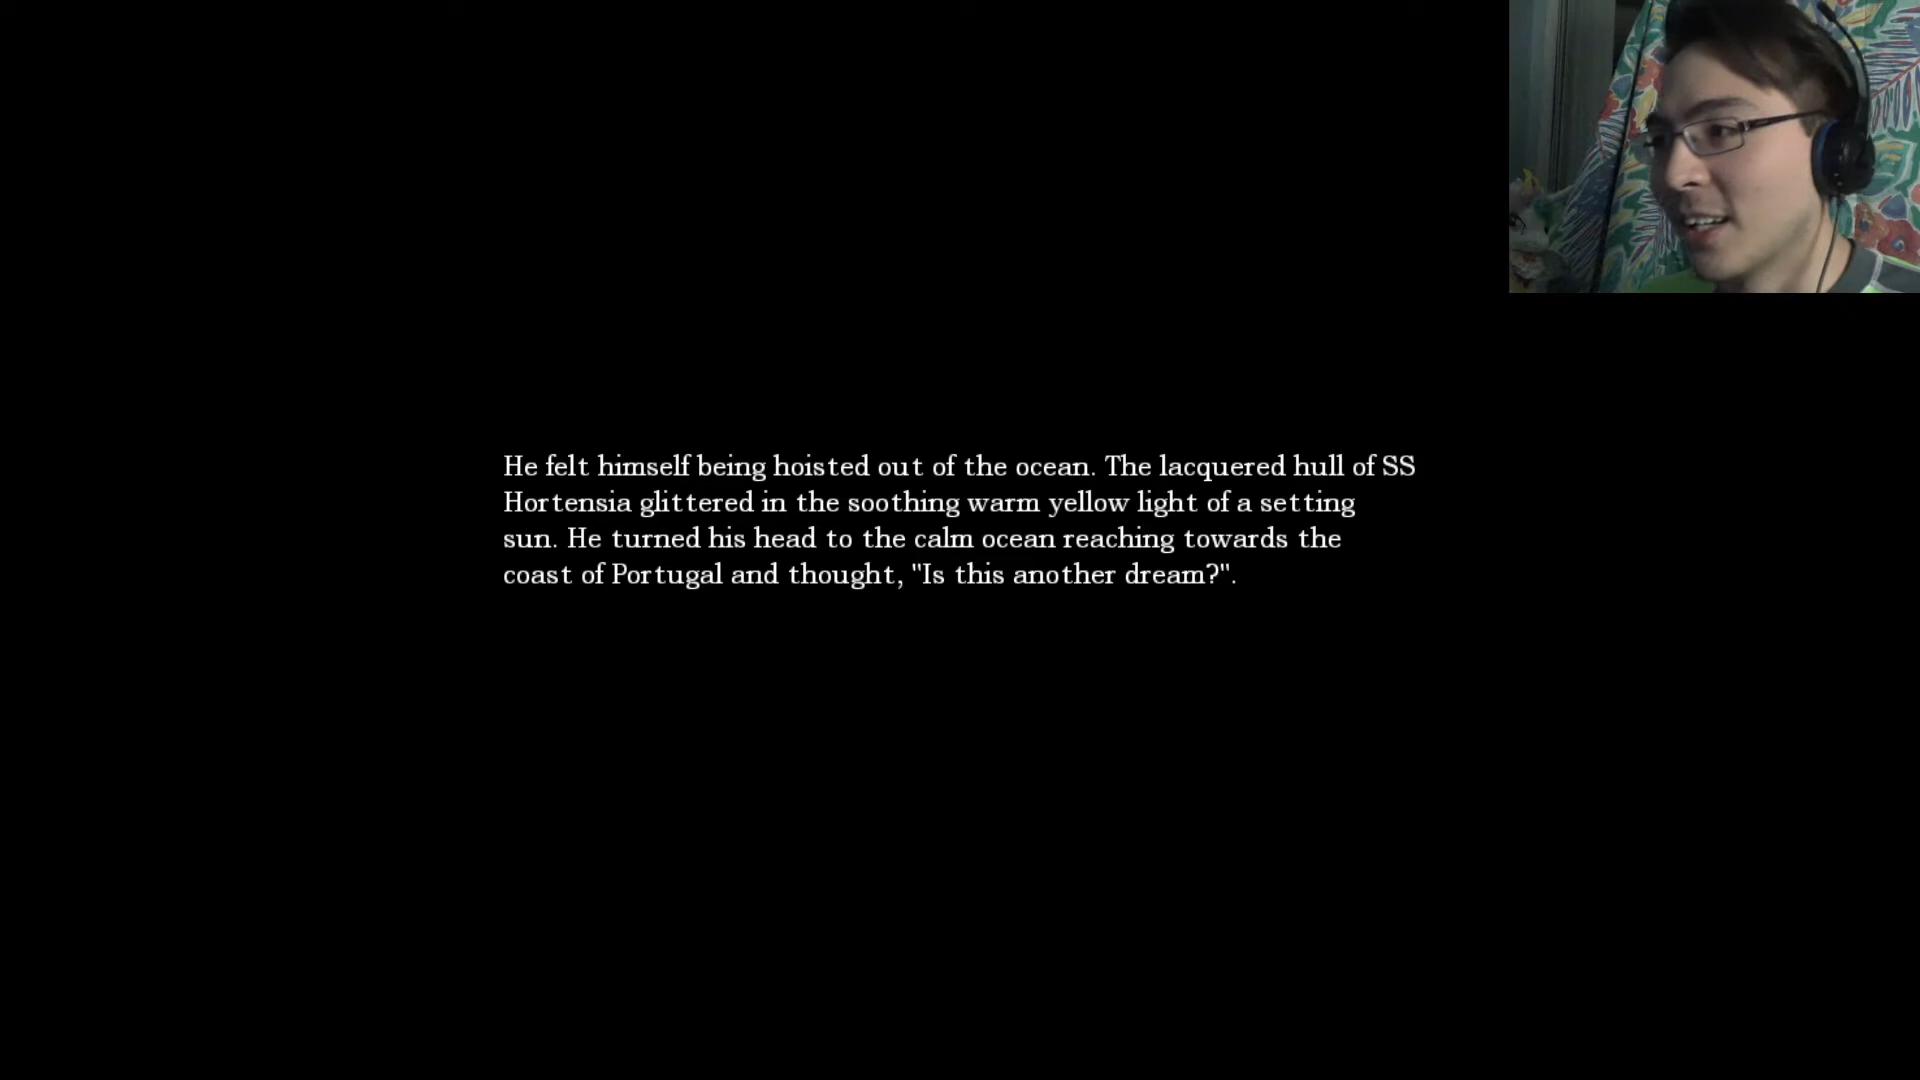 He felt himself being hoisted out of the ocean. The lacquered hull of SS
Hortensia glittered in the soothing warm yellow light of a setting
sun. He turned his head to the calm ocean reaching towards the
coast of Portugal and thought, "Is this another dream?".